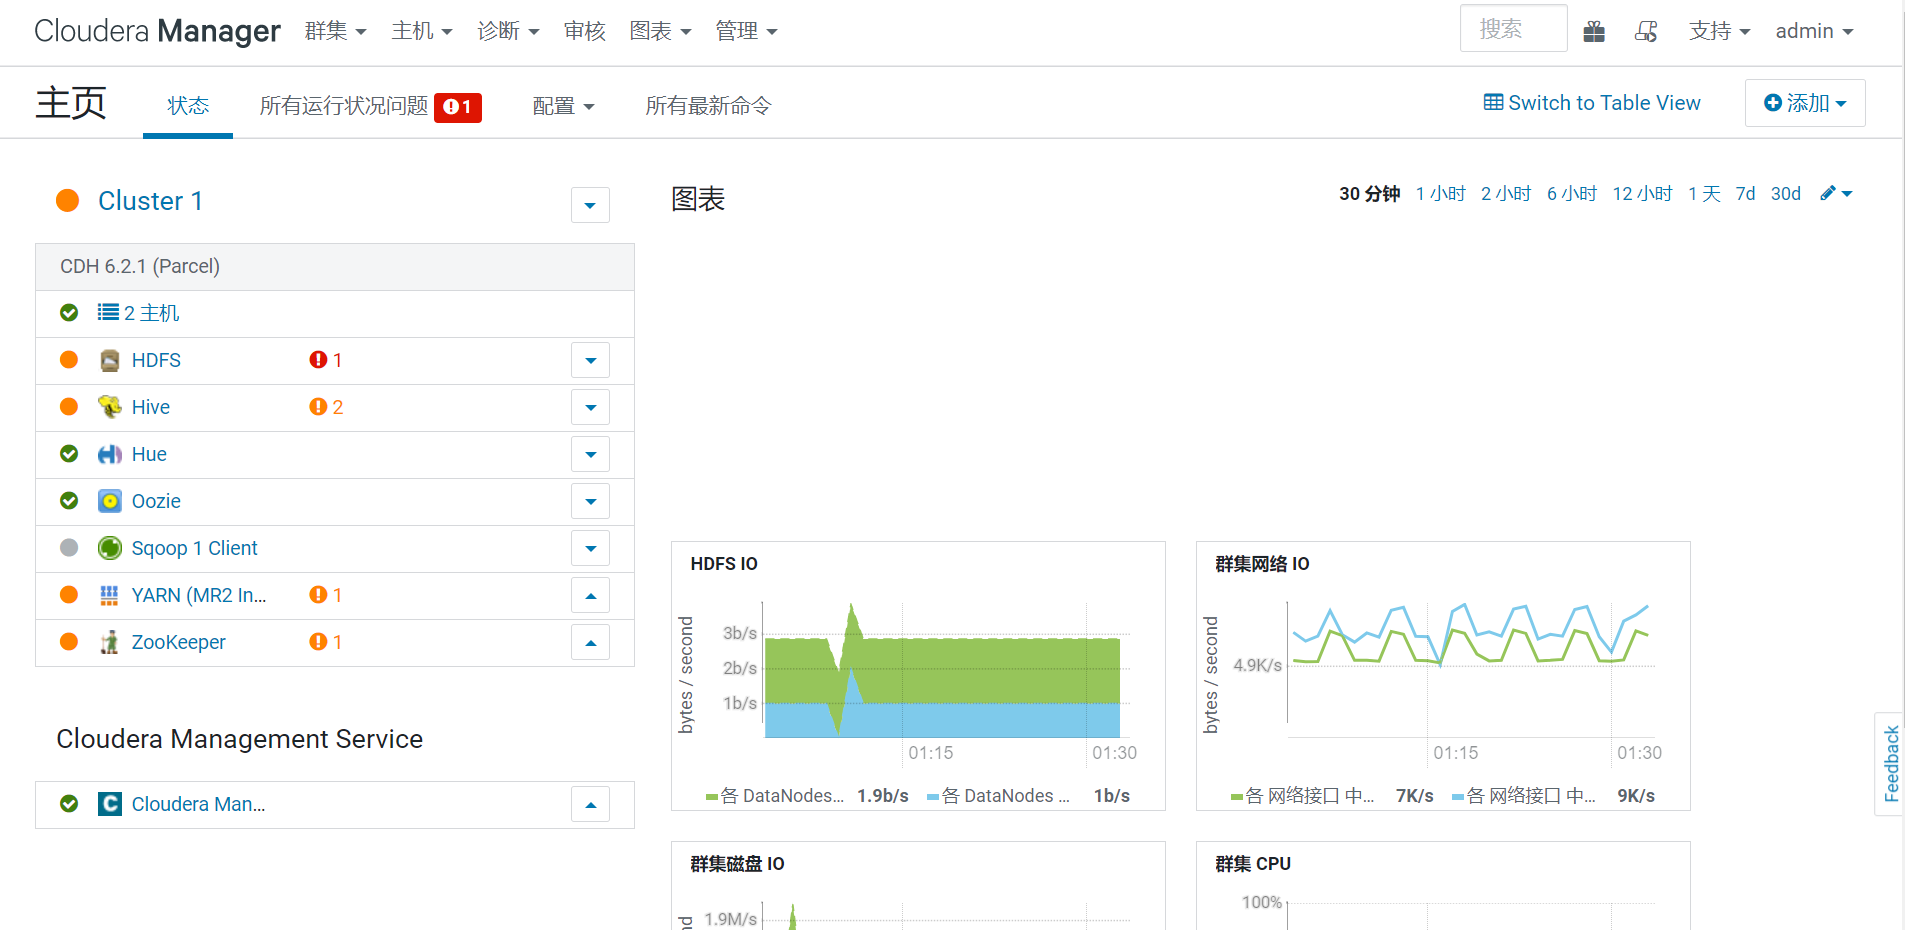 Cloudera Manager 群集 主机 诊断 审核 图表 管理 搜索 支持 admin
主页 状态 所有运行状况问题 1 配置 所有最新命令 Switch to Table View 添加
Cluster 1
CDH 6.2.1 (Parcel)
2 主机
HDFS 1
Hive 2
Hue
Oozie
Sqoop 1 Client
YARN (MR2 In... 1
ZooKeeper 1
Cloudera Management Service
Cloudera Man...
图表 30 分钟 1 小时 2 小时 6 小时 12 小时 1 天 7d 30d
HDFS IO
bytes / second
3b/s
2b/s
1b/s
01:15 01:30
各 DataNodes... 1.9b/s 各 DataNodes ... 1b/s
群集网络 IO
bytes / second
4.9K/s
01:15 01:30
各 网络接口 中... 7K/s 各 网络接口 中... 9K/s
群集磁盘 IO
1.9M/s
群集 CPU
100%
Feedback